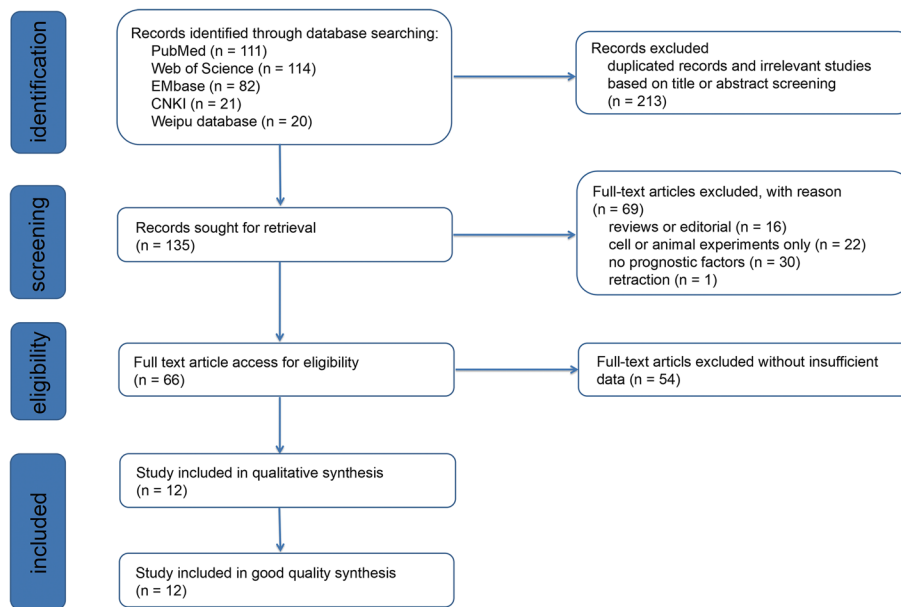 identification
Records identified through database searching:
PubMed (n = 111)
Web of Science (n = 114)
EMbase (n = 82)
CNKI (n = 21)
Weipu database (n = 20)
Records excluded
duplicated records and irrelevant studies
based on title or abstract screening
(n = 213)
screening
Records sought for retrieval
(n = 135)
Full-text articles excluded, with reason
(n = 69)
reviews or editorial (n = 16)
cell or animal experiments only (n = 22)
no prognostic factors (n = 30)
retraction (n = 1)
eligibility
Full text article access for eligibility
(n = 66)
Full-text articls excluded without insufficient
data (n = 54)
included
Study included in qualitative synthesis
(n = 12)
Study included in good quality synthesis
(n = 12)